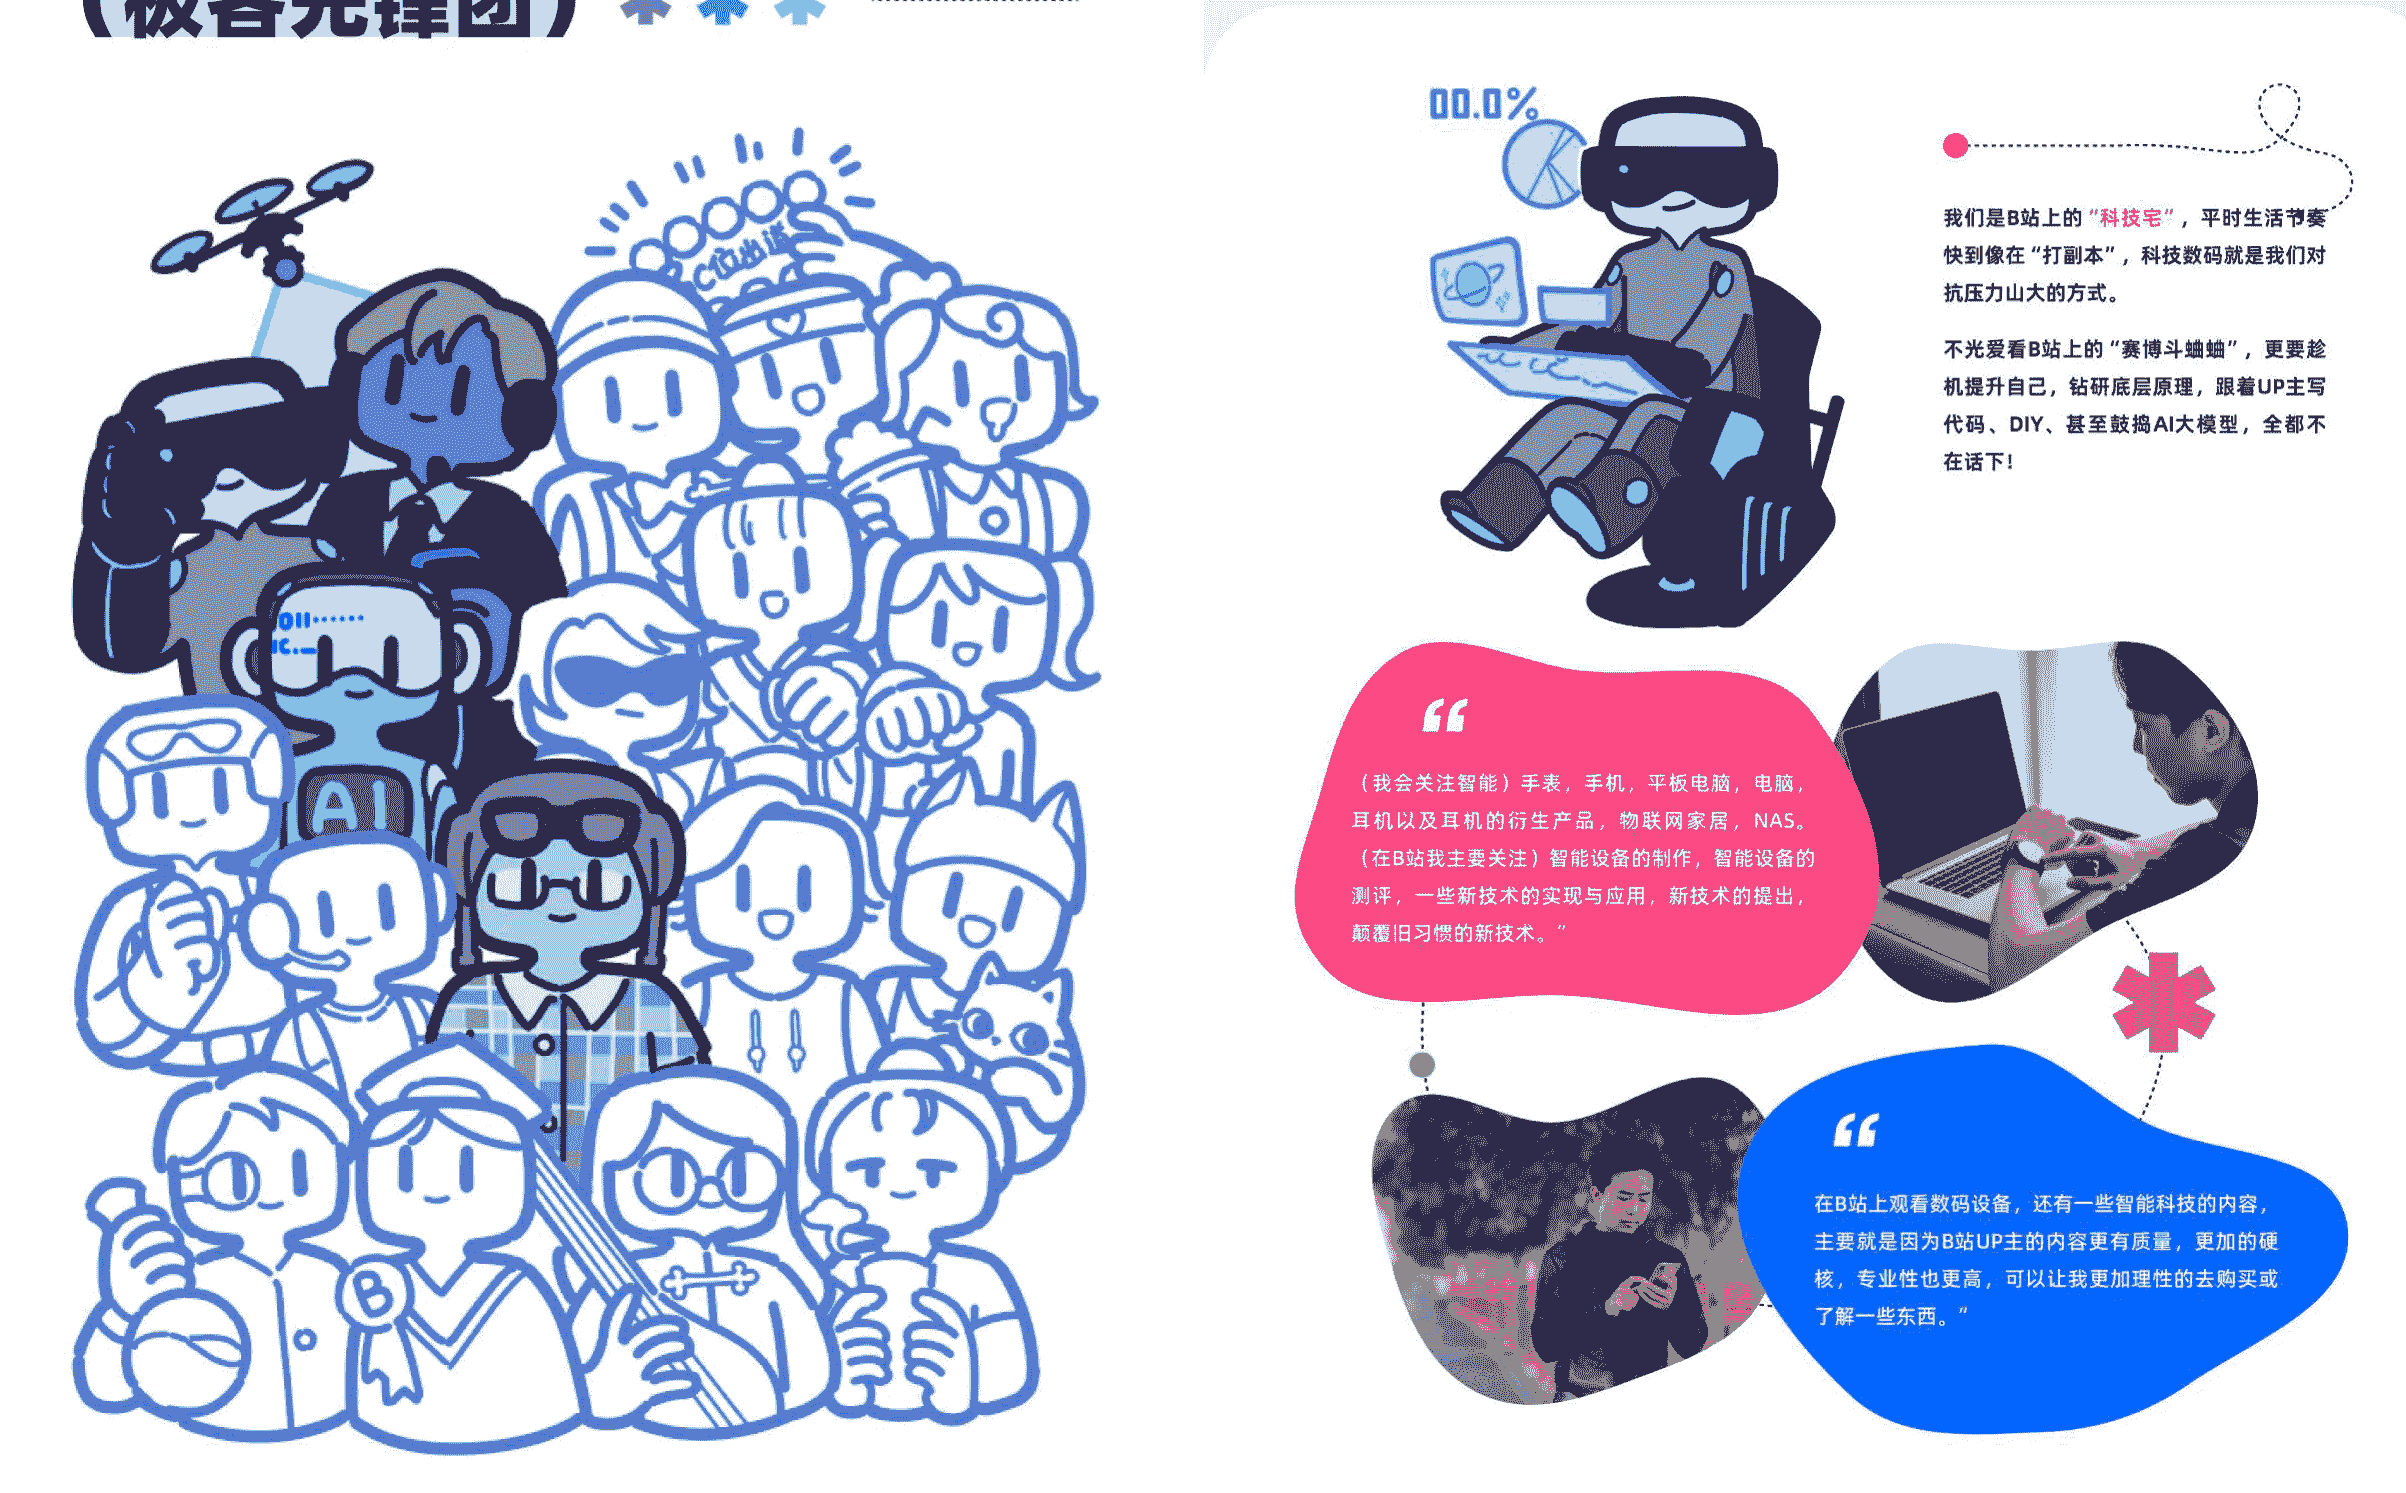 （极客先锋团）
C位出道
011······
IC._
AI
B
00.0%
我们是B站上的“科技宅”，平时生活节奏
快到像在“打副本”，科技数码就是我们对
抗压力山大的方式。
不光爱看B站上的“赛博斗蛐蛐”，更要趁
机提升自己，钻研底层原理，跟着UP主写
代码、DIY、甚至鼓捣AI大模型，全都不
在话下！
“
（我会关注智能）手表，手机，平板电脑，电脑，
耳机以及耳机的衍生产品，物联网家居，NAS。
（在B站我主要关注）智能设备的制作，智能设备的
测评，一些新技术的实现与应用，新技术的提出，
颠覆旧习惯的新技术。”
“
在B站上观看数码设备，还有一些智能科技的内容，
主要就是因为B站UP主的内容更有质量，更加的硬
核，专业性也更高，可以让我更加理性的去购买或
了解一些东西。”